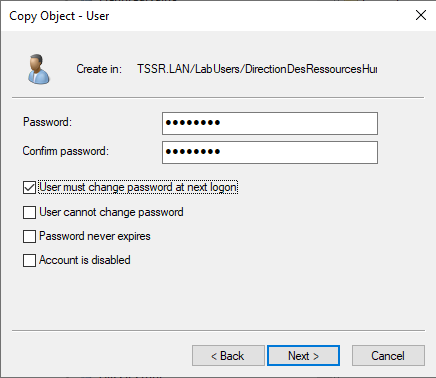 Copy Object - User
Create in: TSSR.LAN/LabUsers/DirectionDesRessourcesHu
Password: ●●●●●●●●
Confirm password: ●●●●●●●●
User must change password at next logon
User cannot change password
Password never expires
Account is disabled
< Back Next > Cancel